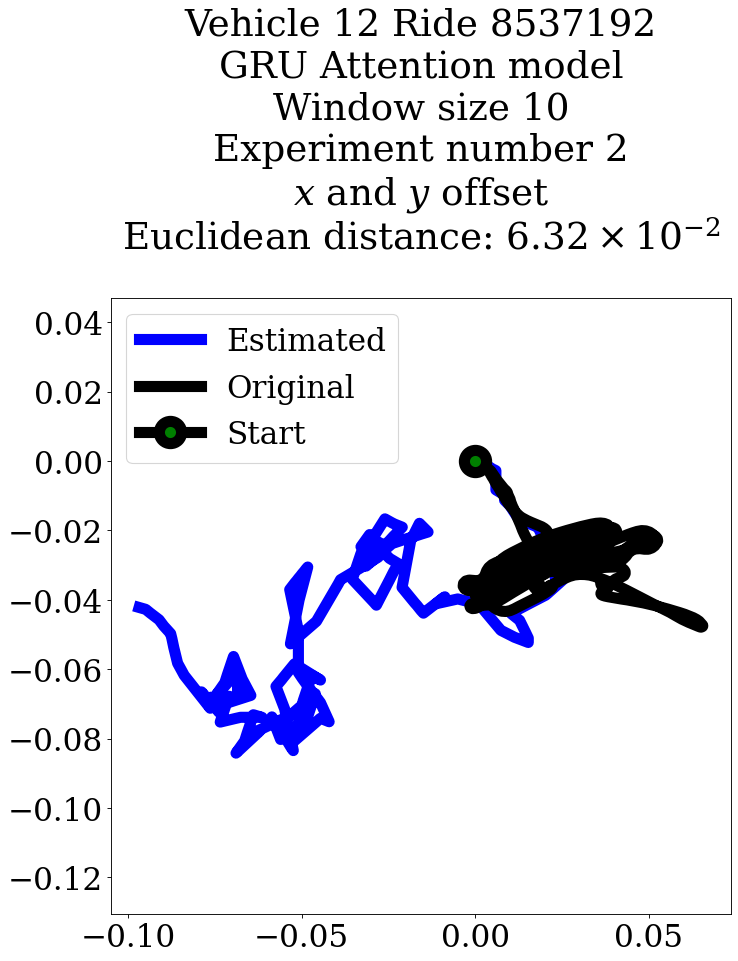 Vehicle 12 Ride 8537192
GRU Attention model
Window size 10
Experiment number 2
x and y offset
Euclidean distance: 6.32 × 10⁻²
Estimated
Original
Start
0.04
0.02
0.00
−0.02
−0.04
−0.06
−0.08
−0.10
−0.12
−0.10 −0.05 0.00 0.05